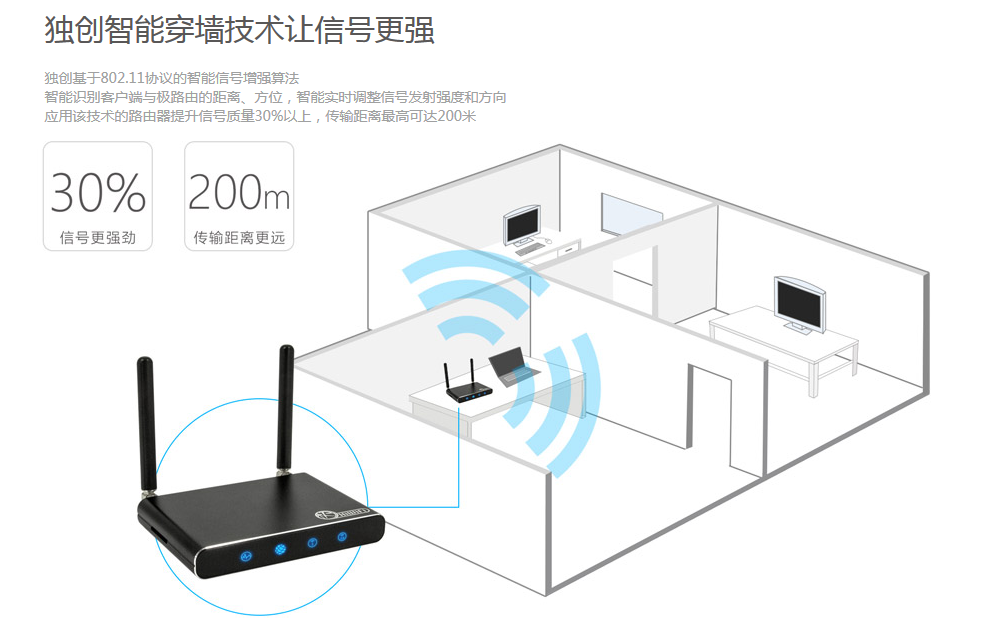 独创智能穿墙技术让信号更强
独创基于802.11协议的智能信号增强算法
智能识别客户端与极路由的距离、方位，智能实时调整信号发射强度和方向
应用该技术的路由器提升信号质量30%以上，传输距离最高可达200米
30%
信号更强劲
200m
传输距离更远